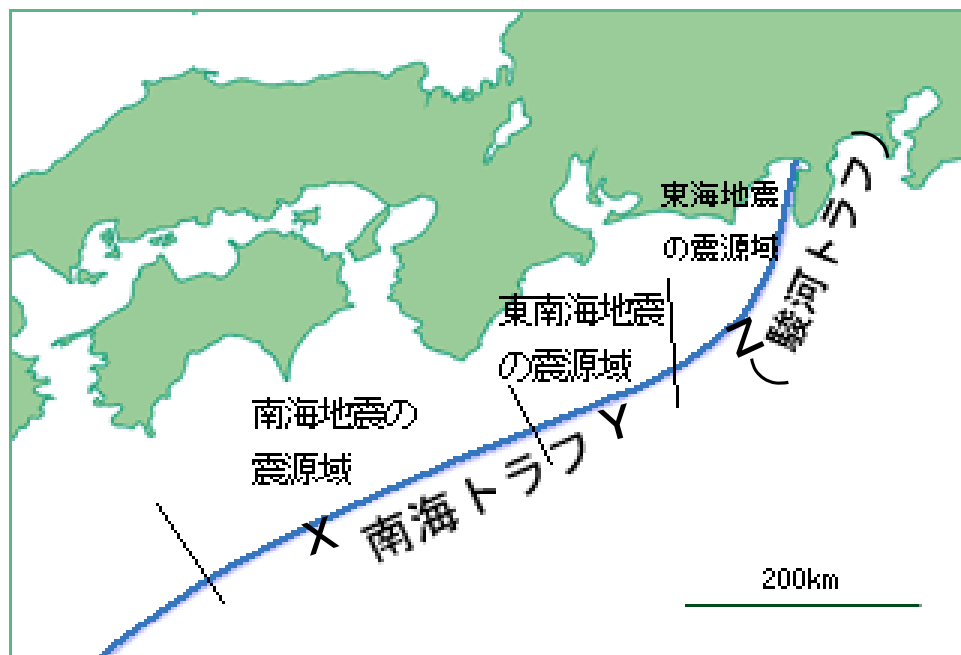 東海地震
の震源域
(駿河トラフ)
東南海地震
の震源域
Z
南海地震の
震源域
Y
X
南海トラフ
200km